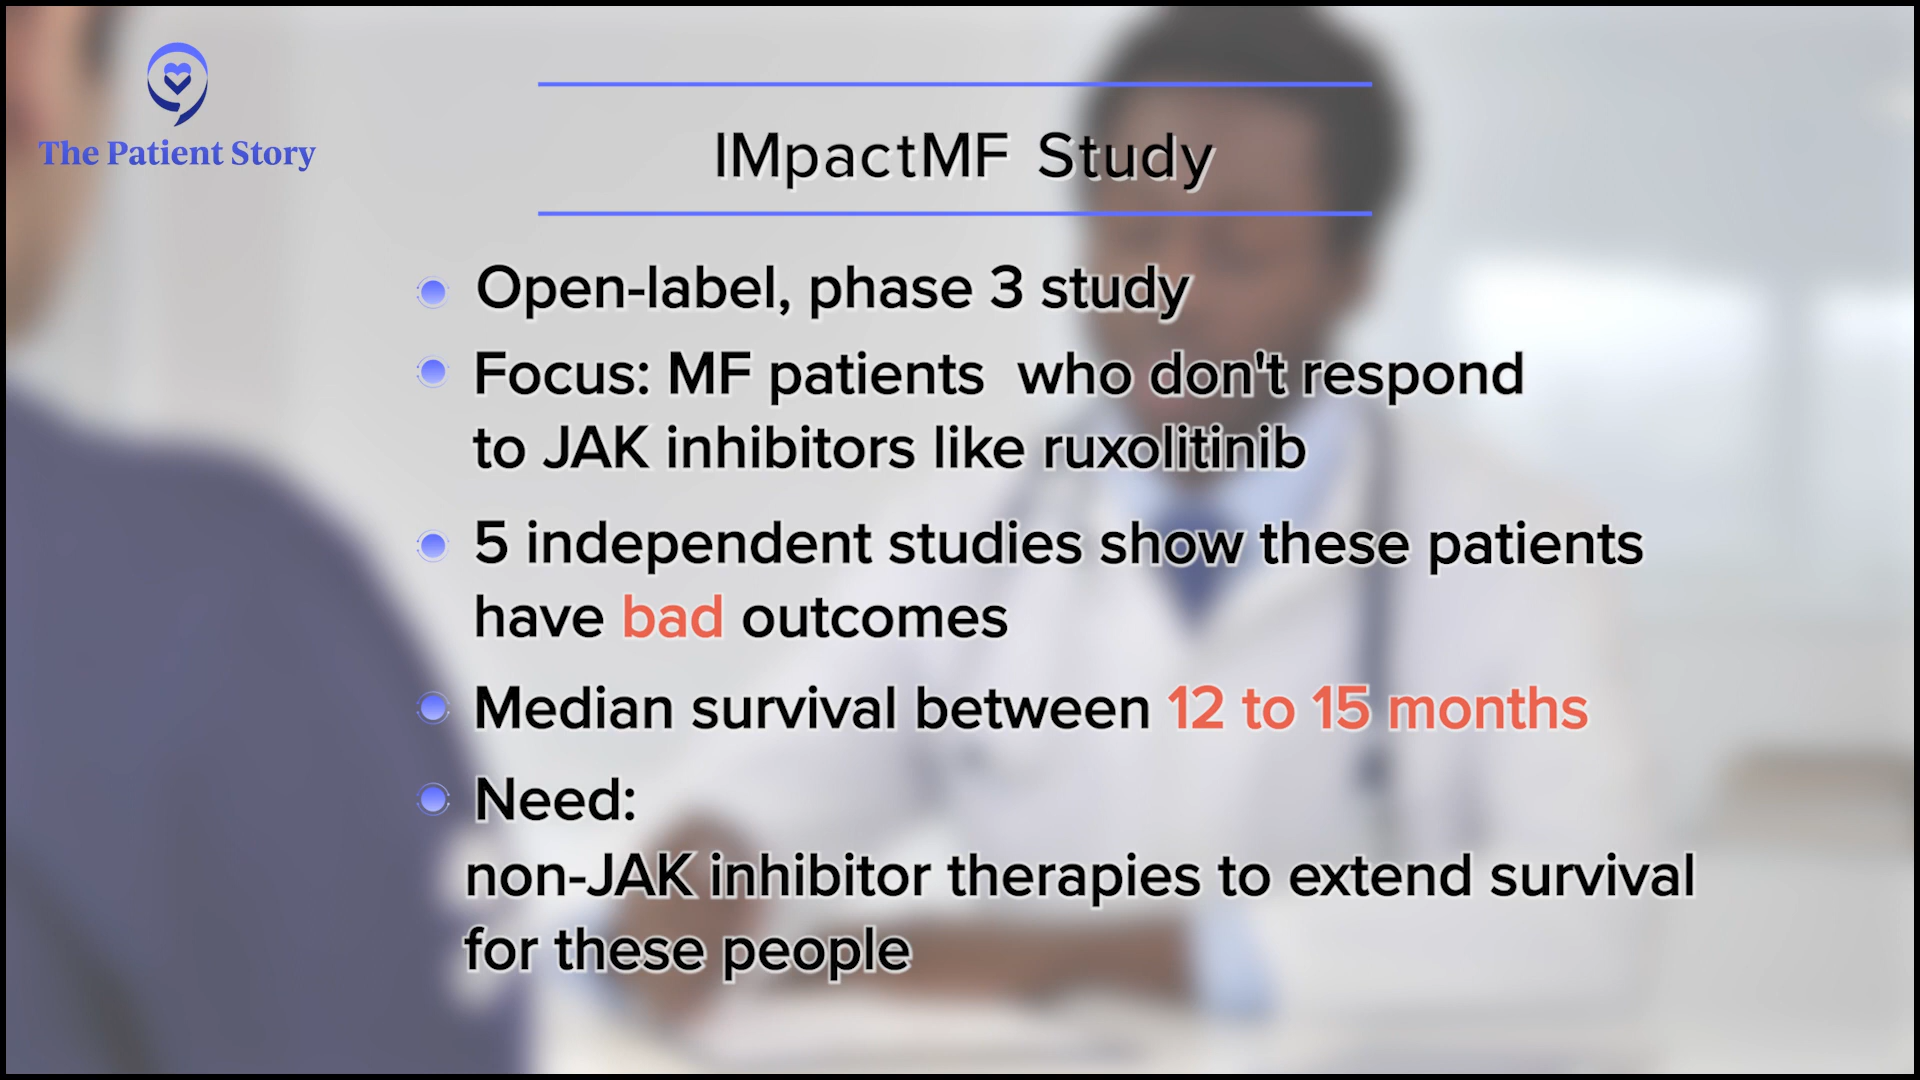 The Patient Story
IMpactMF Study
Open-label, phase 3 study
Focus: MF patients who don't respond
to JAK inhibitors like ruxolitinib
5 independent studies show these patients
have bad outcomes
Median survival between 12 to 15 months
Need:
non-JAK inhibitor therapies to extend survival
for these people